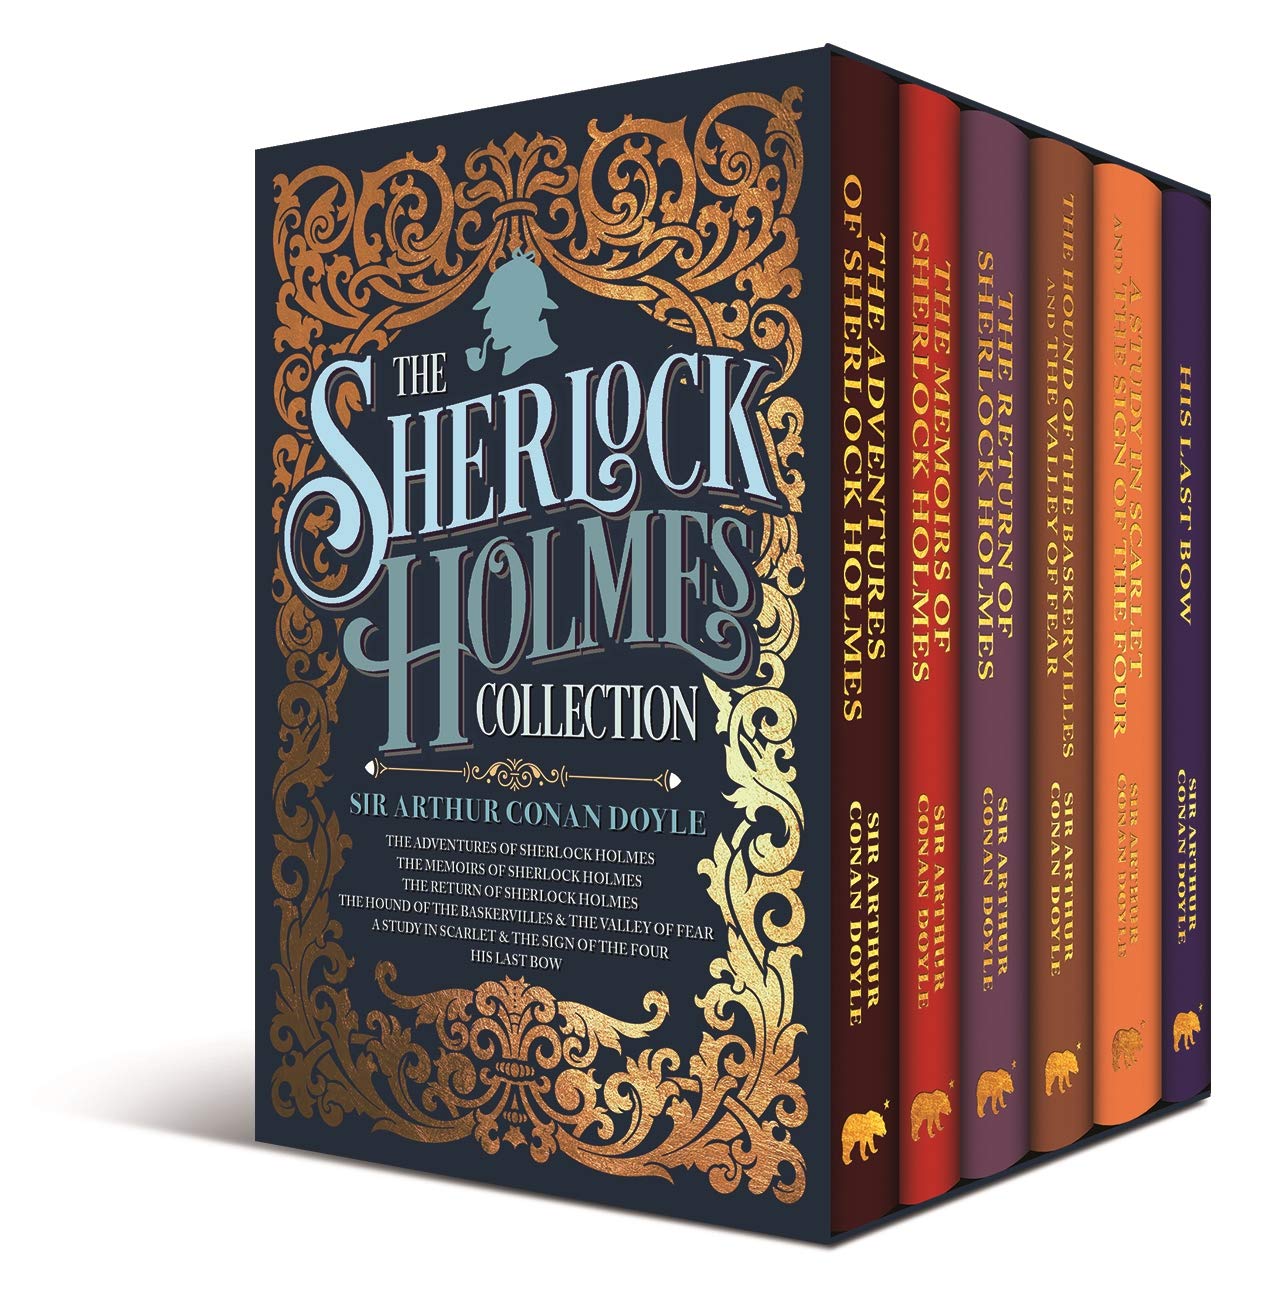 THE
SHERLOCK
HOLMES
COLLECTION
SIR ARTHUR CONAN DOYLE
THE ADVENTURES OF SHERLOCK HOLMES
THE MEMOIRS OF SHERLOCK HOLMES
THE RETURN OF SHERLOCK HOLMES
THE HOUND OF THE BASKERVILLES & THE VALLEY OF FEAR
A STUDY IN SCARLET & THE SIGN OF THE FOUR
HIS LAST BOW
THE ADVENTURES
OF SHERLOCK HOLMES
SIR ARTHUR
CONAN DOYLE
THE MEMOIRS OF
SHERLOCK HOLMES
SIR ARTHUR
CONAN DOYLE
THE RETURN OF
SHERLOCK HOLMES
SIR ARTHUR
CONAN DOYLE
THE HOUND OF THE BASKERVILLES
AND THE VALLEY OF FEAR
SIR ARTHUR
CONAN DOYLE
A STUDY IN SCARLET
AND THE SIGN OF THE FOUR
SIR ARTHUR
CONAN DOYLE
HIS LAST BOW
SIR ARTHUR
CONAN DOYLE